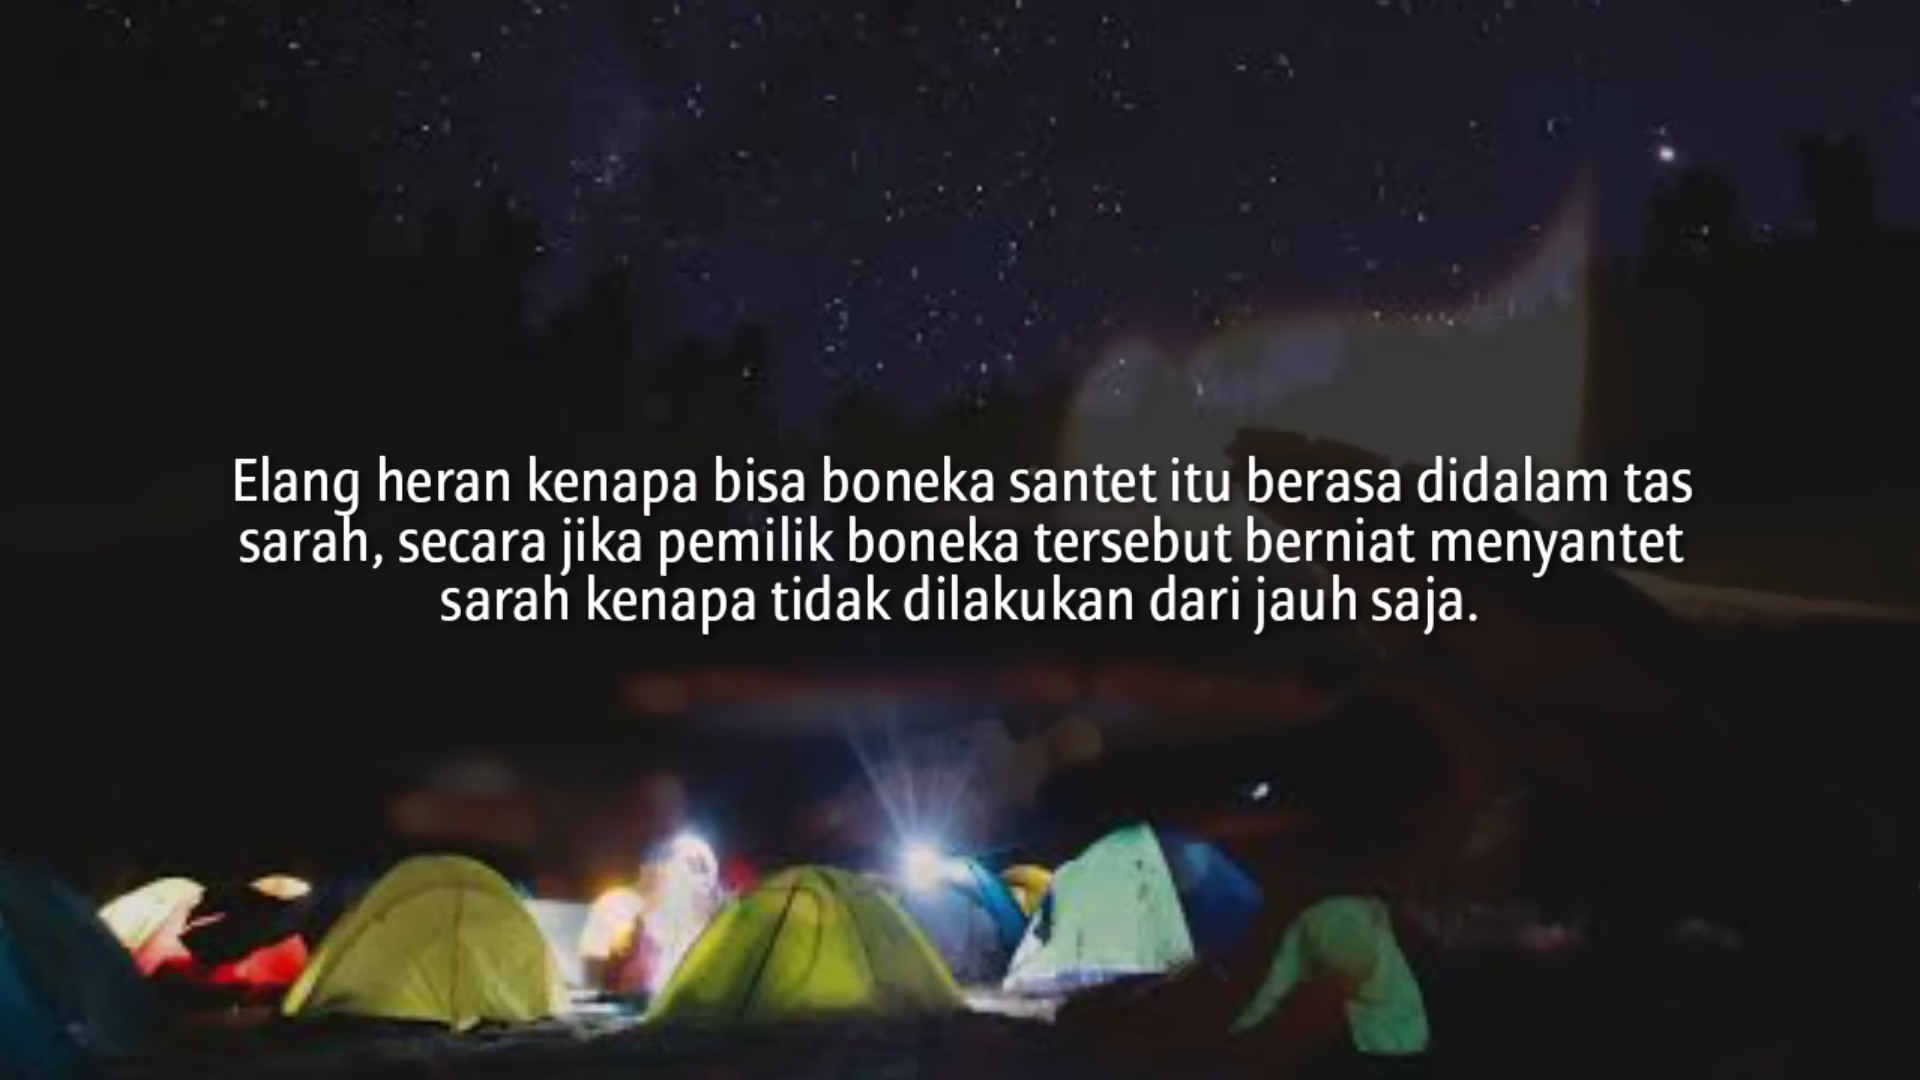 Elang heran kenapa bisa boneka santet itu berasa didalam tas
sarah, secara jika pemilik boneka tersebut berniat menyantet
sarah kenapa tidak dilakukan dari jauh saja.